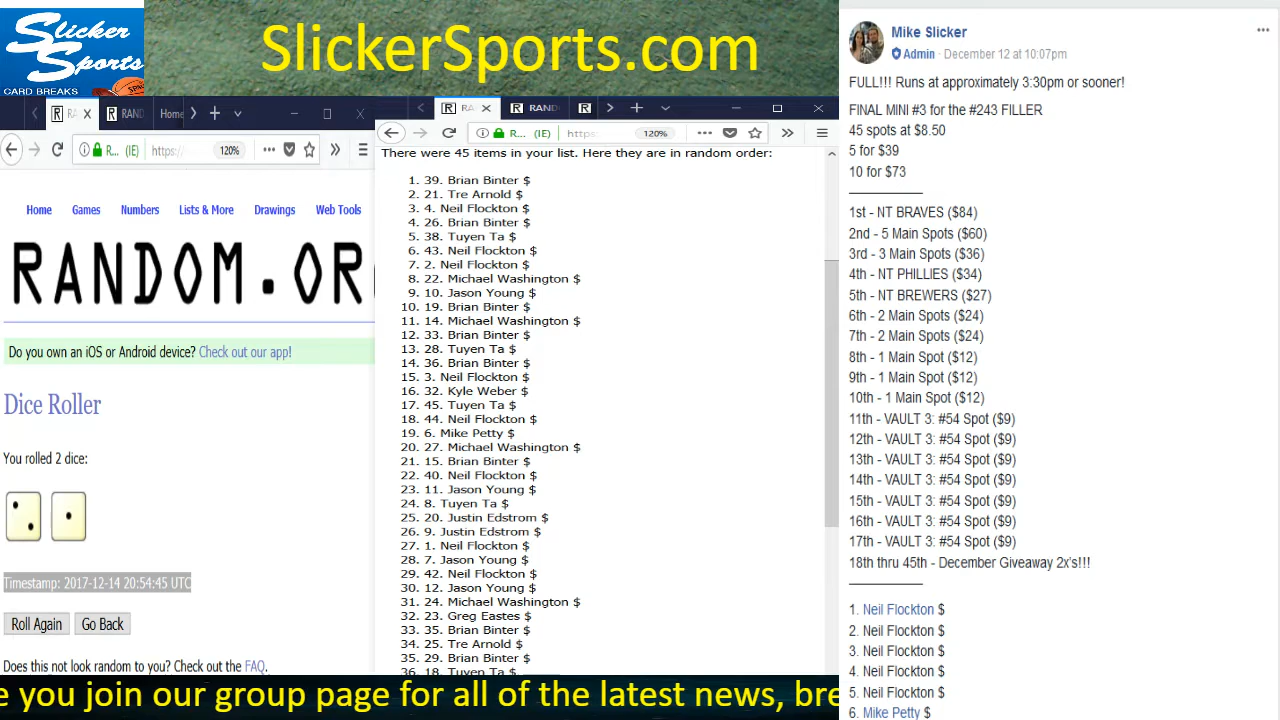 Slicker
Sports
CARD BREAKS
SlickerSports.com
RAND
Home
R... (IE)
https://
120%
Home
Games
Numbers
Lists & More
Drawings
Web Tools
RANDOM.OR
Do you own an iOS or Android device? Check out our app!
Dice Roller
You rolled 2 dice:
Timestamp: 2017-12-14 20:54:45 UTC
Roll Again
Go Back
Does this not look random to you? Check out the FAQ.
RA
RAND
R... (IE)
https:
120%
There were 45 items in your list. Here they are in random order:
1. 39. Brian Binter $
2. 21. Tre Arnold $
3. 4. Neil Flockton $
4. 26. Brian Binter $
5. 38. Tuyen Ta $
6. 43. Neil Flockton $
7. 2. Neil Flockton $
8. 22. Michael Washington $
9. 10. Jason Young $
10. 19. Brian Binter $
11. 14. Michael Washington $
12. 33. Brian Binter $
13. 28. Tuyen Ta $
14. 36. Brian Binter $
15. 3. Neil Flockton $
16. 32. Kyle Weber $
17. 45. Tuyen Ta $
18. 44. Neil Flockton $
19. 6. Mike Petty $
20. 27. Michael Washington $
21. 15. Brian Binter $
22. 40. Neil Flockton $
23. 11. Jason Young $
24. 8. Tuyen Ta $
25. 20. Justin Edstrom $
26. 9. Justin Edstrom $
27. 1. Neil Flockton $
28. 7. Jason Young $
29. 42. Neil Flockton $
30. 12. Jason Young $
31. 24. Michael Washington $
32. 23. Greg Eastes $
33. 35. Brian Binter $
34. 25. Tre Arnold $
35. 29. Brian Binter $
36. 18. Tuyen Ta $
Mike Slicker
Admin · December 12 at 10:07pm
FULL!!! Runs at approximately 3:30pm or sooner!
FINAL MINI #3 for the #243 FILLER
45 spots at $8.50
5 for $39
10 for $73
1st - NT BRAVES ($84)
2nd - 5 Main Spots ($60)
3rd - 3 Main Spots ($36)
4th - NT PHILLIES ($34)
5th - NT BREWERS ($27)
6th - 2 Main Spots ($24)
7th - 2 Main Spots ($24)
8th - 1 Main Spot ($12)
9th - 1 Main Spot ($12)
10th - 1 Main Spot ($12)
11th - VAULT 3: #54 Spot ($9)
12th - VAULT 3: #54 Spot ($9)
13th - VAULT 3: #54 Spot ($9)
14th - VAULT 3: #54 Spot ($9)
15th - VAULT 3: #54 Spot ($9)
16th - VAULT 3: #54 Spot ($9)
17th - VAULT 3: #54 Spot ($9)
18th thru 45th - December Giveaway 2x's!!!
1. Neil Flockton $
2. Neil Flockton $
3. Neil Flockton $
4. Neil Flockton $
5. Neil Flockton $
6. Mike Petty $
e you join our group page for all of the latest news, bre